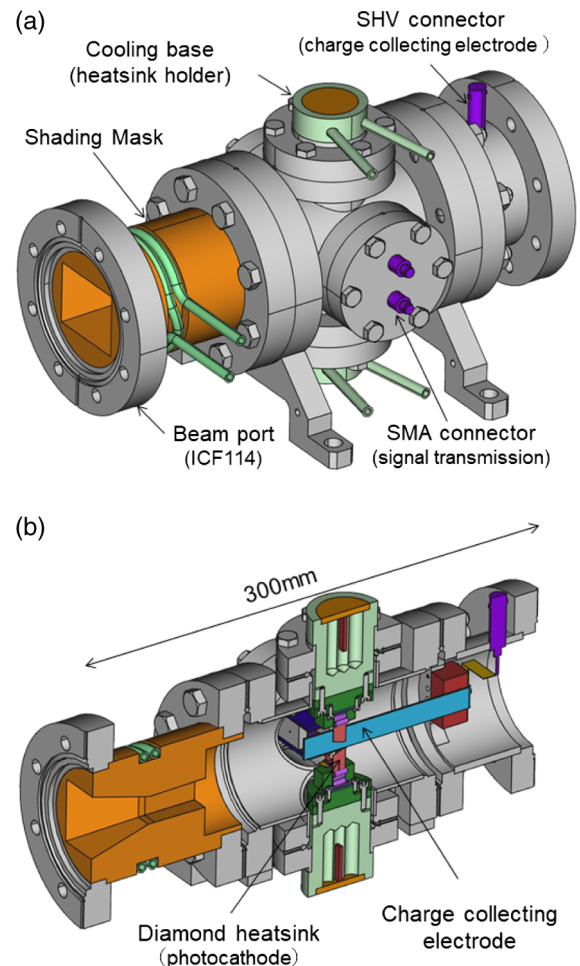 (a)
SHV connector
(charge collecting electrode )
Cooling base
(heatsink holder)
Shading Mask
Beam port
(ICF114)
SMA connector
(signal transmission)
(b)
300mm
Diamond heatsink
(photocathode)
Charge collecting
electrode